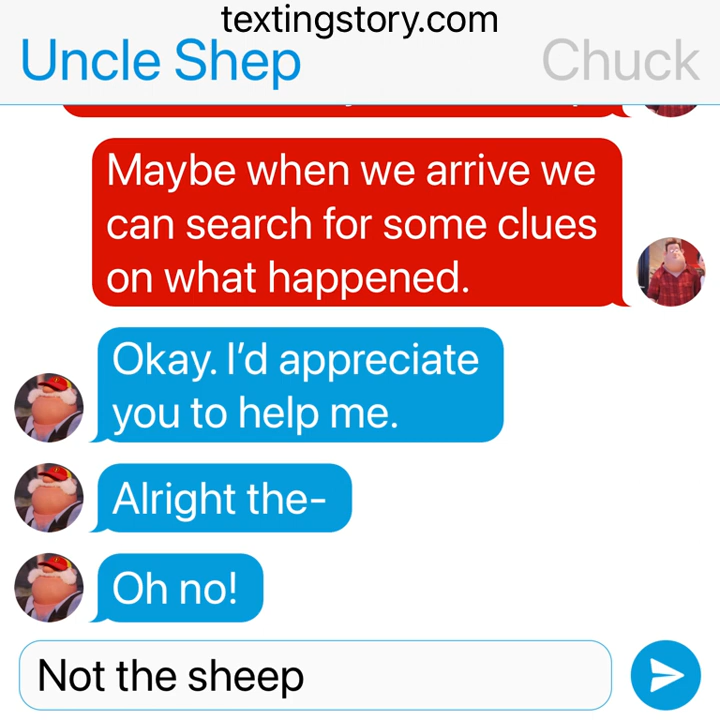 textingstory.com
Uncle Shep
Chuck
Maybe when we arrive we
can search for some clues
on what happened.
Okay. I’d appreciate
you to help me.
Alright the-
Oh no!
Not the sheep